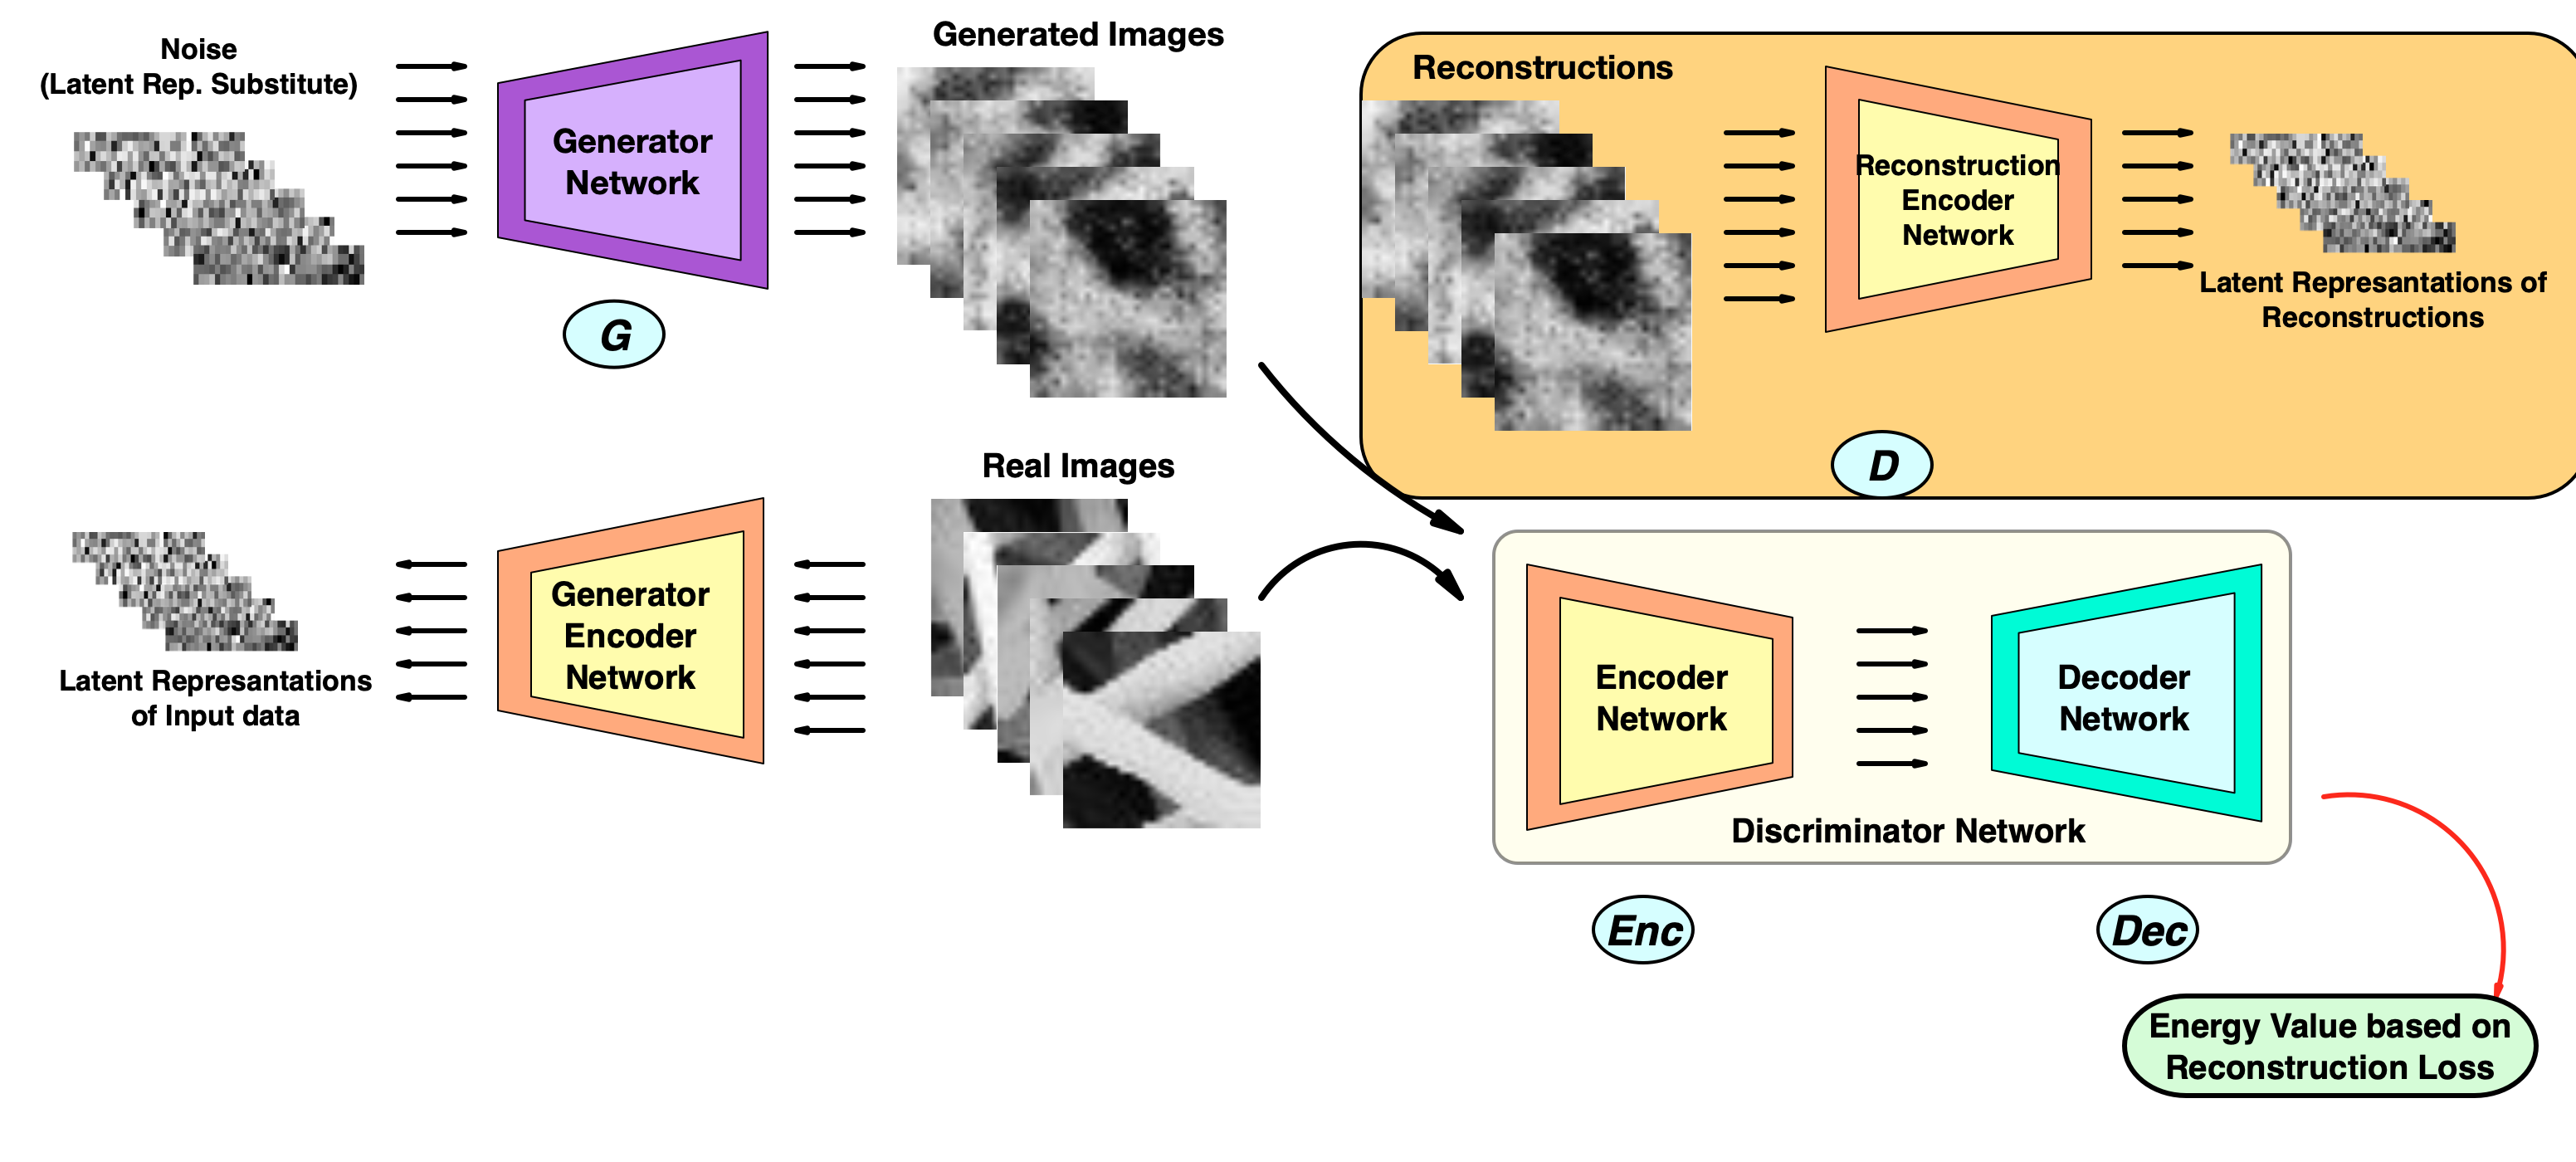 Noise
(Latent Rep. Substitute)
Generator
Network
G
Generated Images
Reconstructions
Reconstruction
Encoder
Network
Latent Represantations of
Reconstructions
D
Real Images
Generator
Encoder
Network
Latent Represantations
of Input data
Encoder
Network
Decoder
Network
Discriminator Network
Enc
Dec
Energy Value based on
Reconstruction Loss